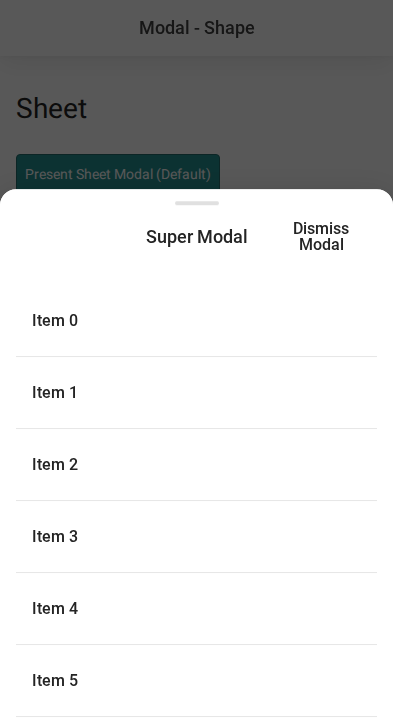 Modal - Shape
Sheet
Present Sheet Modal (Default)
Super Modal
Dismiss
Modal
Item 0
Item 1
Item 2
Item 3
Item 4
Item 5